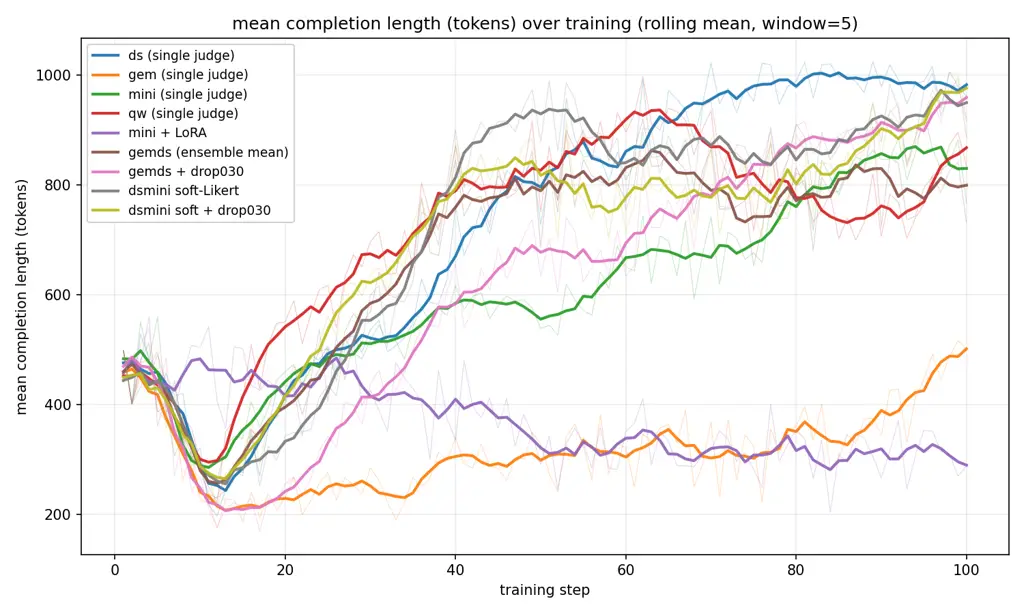 mean completion length (tokens) over training (rolling mean, window=5)
ds (single judge)
gem (single judge)
mini (single judge)
qw (single judge)
mini + LoRA
gemds (ensemble mean)
gemds + drop030
dsmini soft-Likert
dsmini soft + drop030
mean completion length (tokens)
1000
800
600
400
200
0
20
40
60
80
100
training step